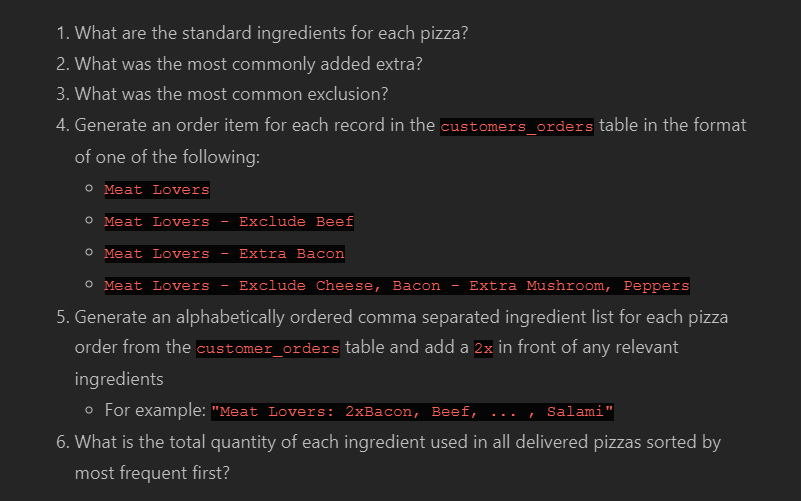 1. What are the standard ingredients for each pizza?
2. What was the most commonly added extra?
3. What was the most common exclusion?
4. Generate an order item for each record in the customers_orders table in the format
of one of the following:
Meat Lovers
Meat Lovers - Exclude Beef
Meat Lovers - Extra Bacon
Meat Lovers - Exclude Cheese, Bacon - Extra Mushroom, Peppers
5. Generate an alphabetically ordered comma separated ingredient list for each pizza
order from the customer_orders table and add a 2x in front of any relevant
ingredients
For example: "Meat Lovers: 2xBacon, Beef, ... , Salami"
6. What is the total quantity of each ingredient used in all delivered pizzas sorted by
most frequent first?